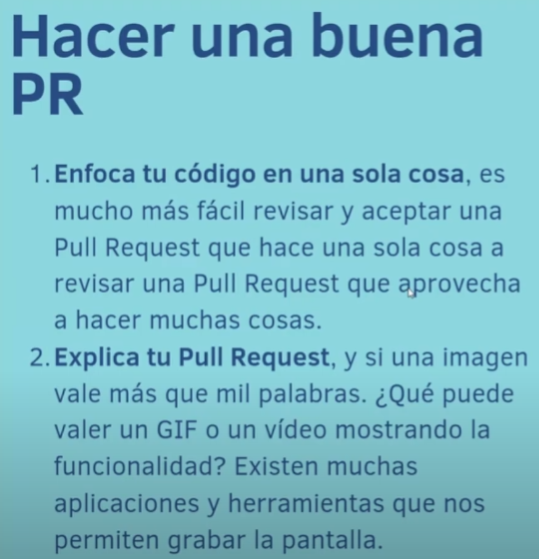 Hacer una buena
PR
1. Enfoca tu código en una sola cosa, es
mucho más fácil revisar y aceptar una
Pull Request que hace una sola cosa a
revisar una Pull Request que aprovecha
a hacer muchas cosas.
2. Explica tu Pull Request, y si una imagen
vale más que mil palabras. ¿Qué puede
valer un GIF o un vídeo mostrando la
funcionalidad? Existen muchas
aplicaciones y herramientas que nos
permiten grabar la pantalla.